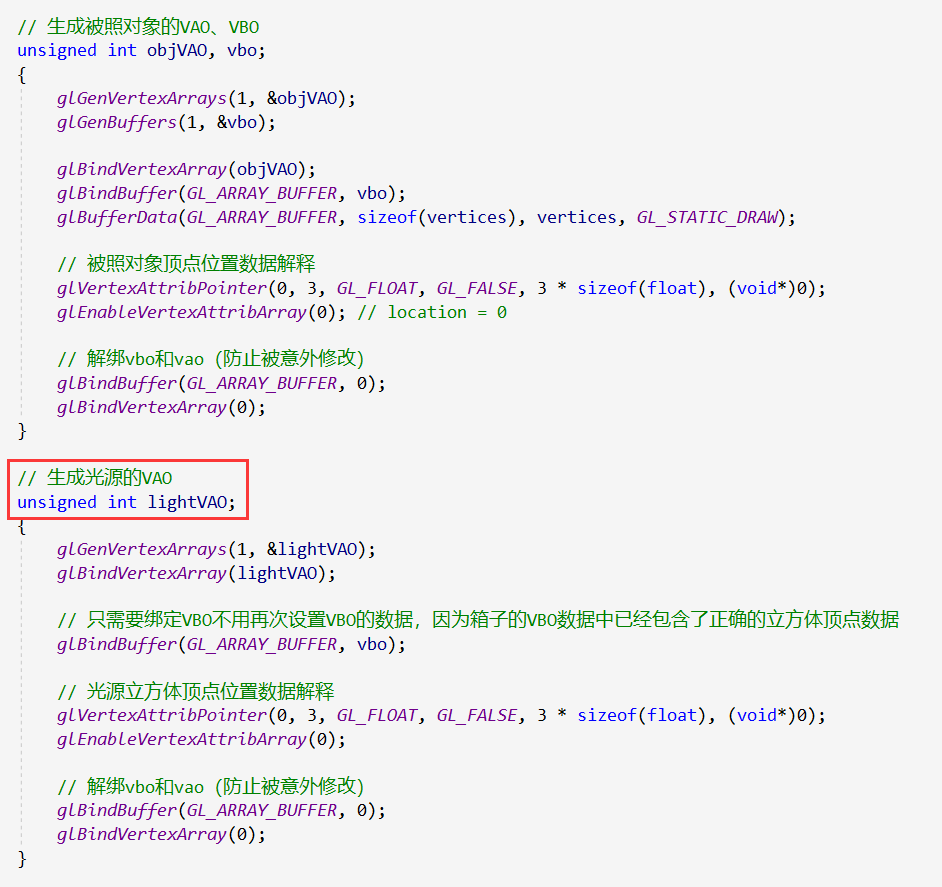 // 生成被照对象的VAO、VBO
unsigned int objVAO, vbo;
{
glGenVertexArrays(1, &objVAO);
glGenBuffers(1, &vbo);
glBindVertexArray(objVAO);
glBindBuffer(GL_ARRAY_BUFFER, vbo);
glBufferData(GL_ARRAY_BUFFER, sizeof(vertices), vertices, GL_STATIC_DRAW);
// 被照对象顶点位置数据解释
glVertexAttribPointer(0, 3, GL_FLOAT, GL_FALSE, 3 * sizeof(float), (void*)0);
glEnableVertexAttribArray(0); // location = 0
// 解绑vbo和vao（防止被意外修改）
glBindBuffer(GL_ARRAY_BUFFER, 0);
glBindVertexArray(0);
}
// 生成光源的VAO
unsigned int lightVAO;
{
glGenVertexArrays(1, &lightVAO);
glBindVertexArray(lightVAO);
// 只需要绑定VBO不用再次设置VBO的数据，因为箱子的VBO数据中已经包含了正确的立方体顶点数据
glBindBuffer(GL_ARRAY_BUFFER, vbo);
// 光源立方体顶点位置数据解释
glVertexAttribPointer(0, 3, GL_FLOAT, GL_FALSE, 3 * sizeof(float), (void*)0);
glEnableVertexAttribArray(0);
// 解绑vbo和vao（防止被意外修改）
glBindBuffer(GL_ARRAY_BUFFER, 0);
glBindVertexArray(0);
}